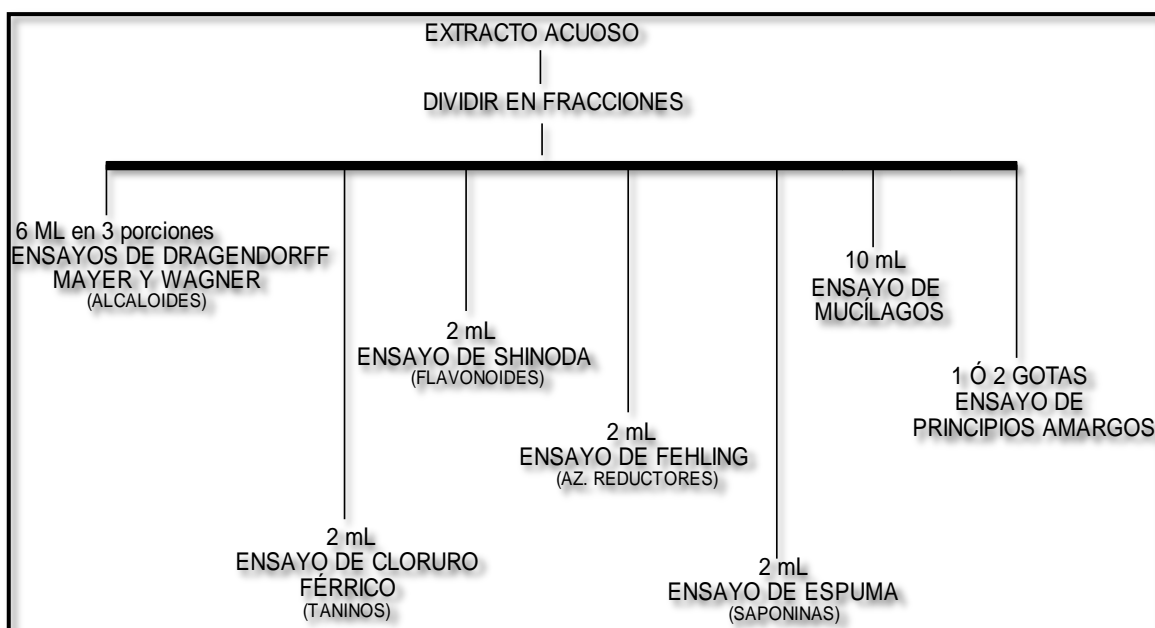 EXTRACTO ACUOSO
DIVIDIR EN FRACCIONES
6 ML en 3 porciones
ENSAYOS DE DRAGENDORFF
MAYER Y WAGNER
(ALCALOIDES)
2 mL
ENSAYO DE CLORURO
FÉRRICO
(TANINOS)
2 mL
ENSAYO DE SHINODA
(FLAVONOIDES)
2 mL
ENSAYO DE FEHLING
(AZ. REDUCTORES)
2 mL
ENSAYO DE ESPUMA
(SAPONINAS)
10 mL
ENSAYO DE
MUCÍLAGOS
1 Ó 2 GOTAS
ENSAYO DE
PRINCIPIOS AMARGOS